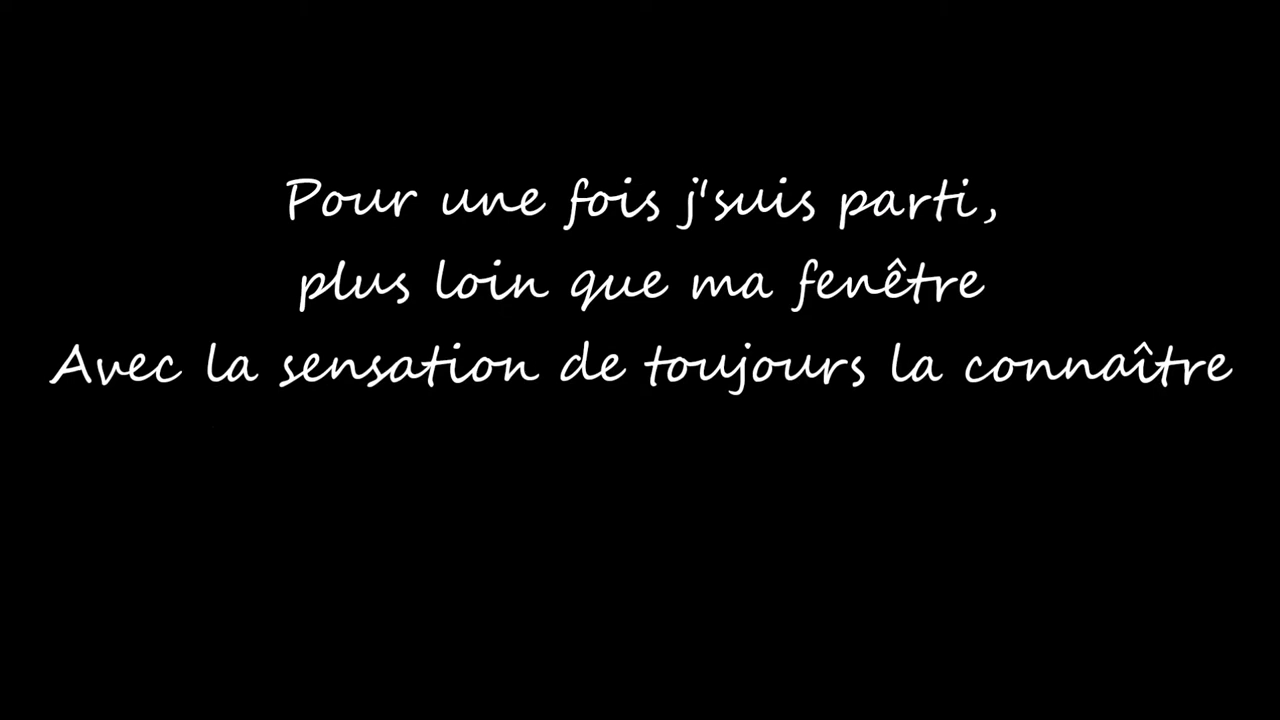 Pour une fois j'suis parti,
plus loin que ma fenêtre
Avec la sensation de toujours la connaître